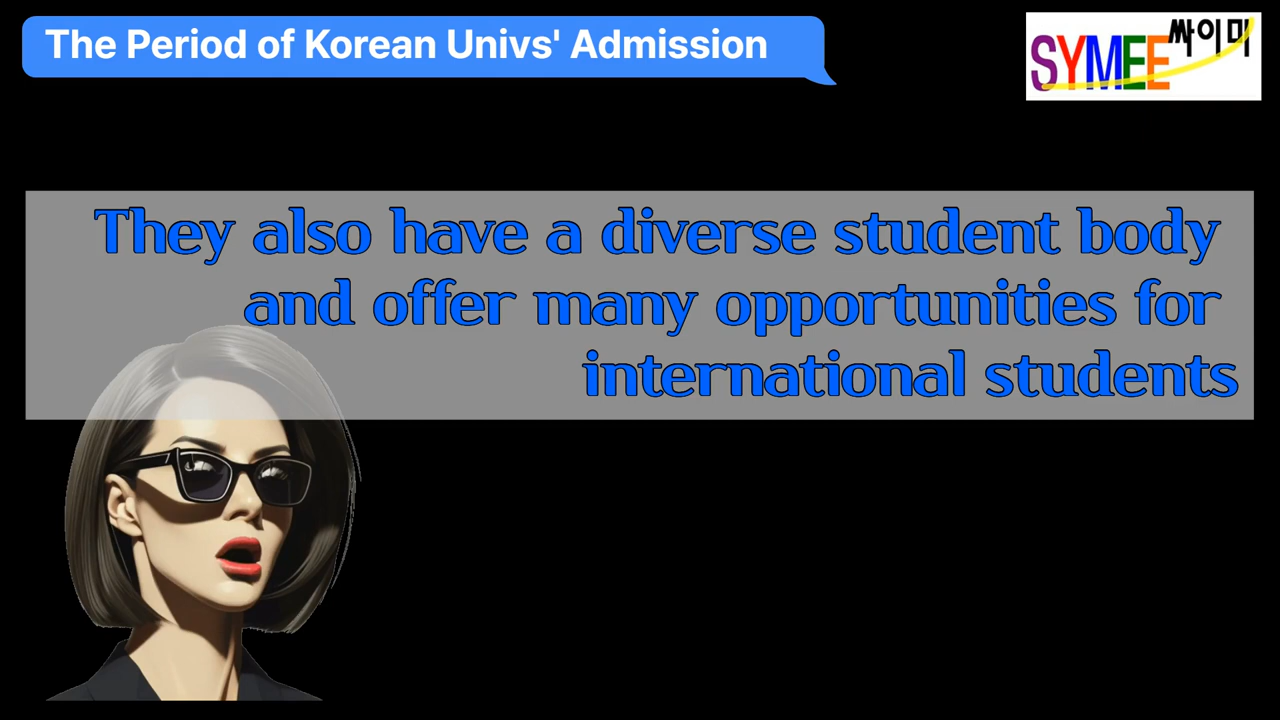 The Period of Korean Univs' Admission
SYMEE싸이미
They also have a diverse student body
and offer many opportunities for
international students